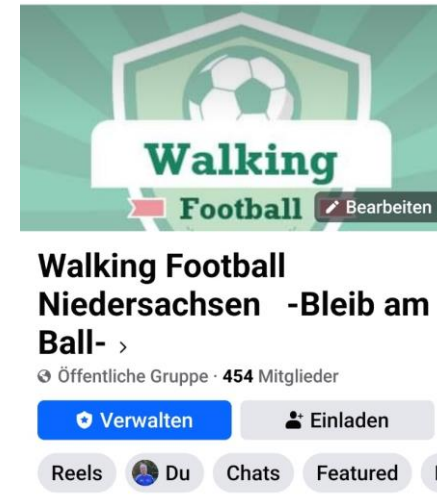 Walking
Football
Bearbeiten
Walking Football
Niedersachsen -Bleib am
Ball- ›
Öffentliche Gruppe · 454 Mitglieder
Verwalten
Einladen
Reels
Du
Chats
Featured